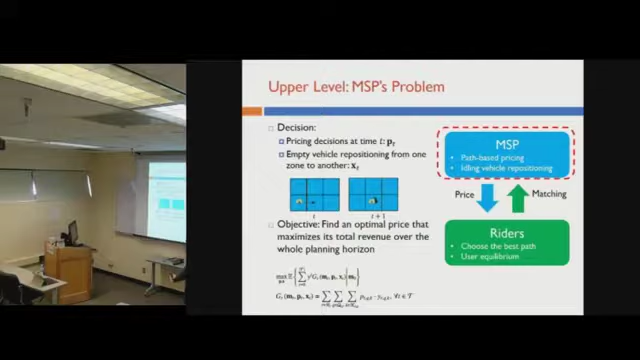 Upper Level: MSP's Problem
Decision:
Pricing decisions at time t: p_t
Empty vehicle repositioning from one
zone to another: x_t
t
t+1
Objective: Find an optimal price that
maximizes its total revenue over the
whole planning horizon
MSP
Path-based pricing
Idling vehicle repositioning
Price
Matching
Riders
Choose the best path
User equilibrium